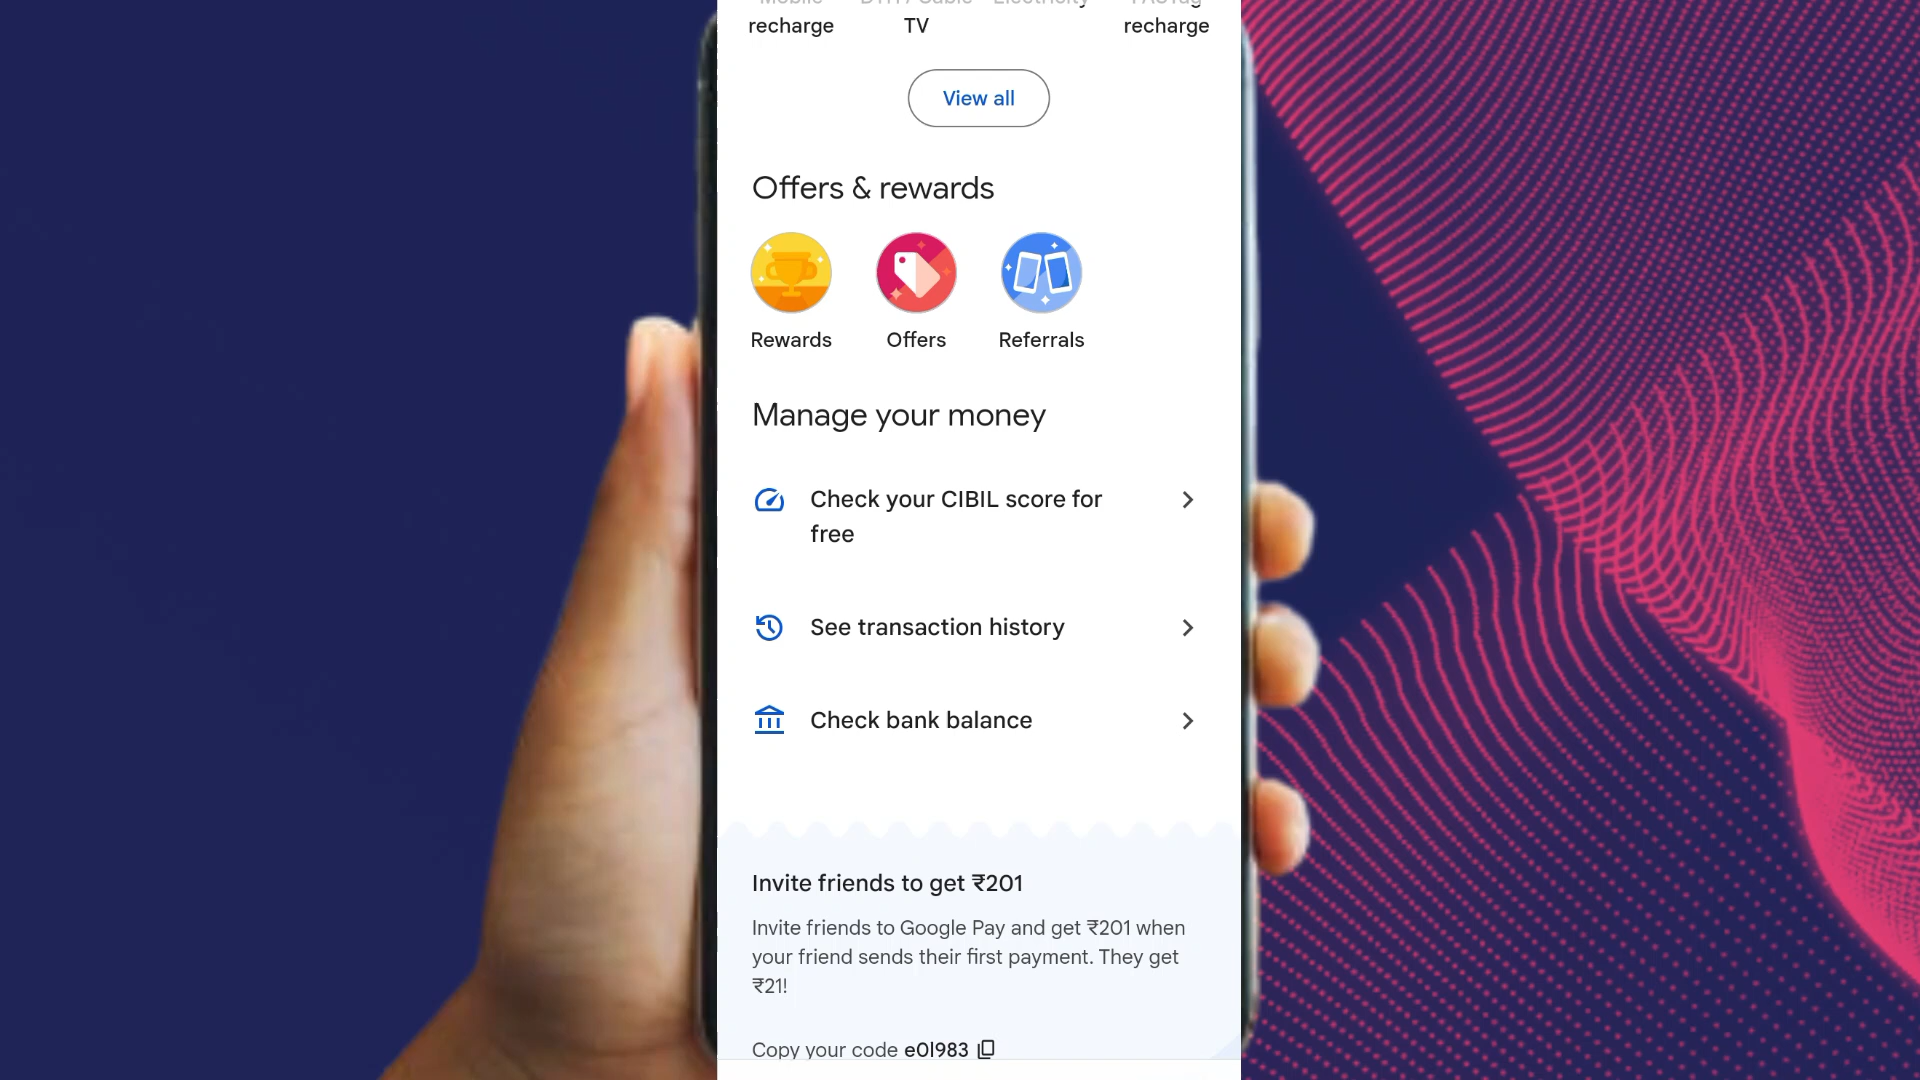 recharge TV recharge
View all
Offers & rewards
Rewards Offers Referrals
Manage your money
Check your CIBIL score for
free
See transaction history
Check bank balance
Invite friends to get ₹201
Invite friends to Google Pay and get ₹201 when
your friend sends their first payment. They get
₹21!
Copy your code e0l983